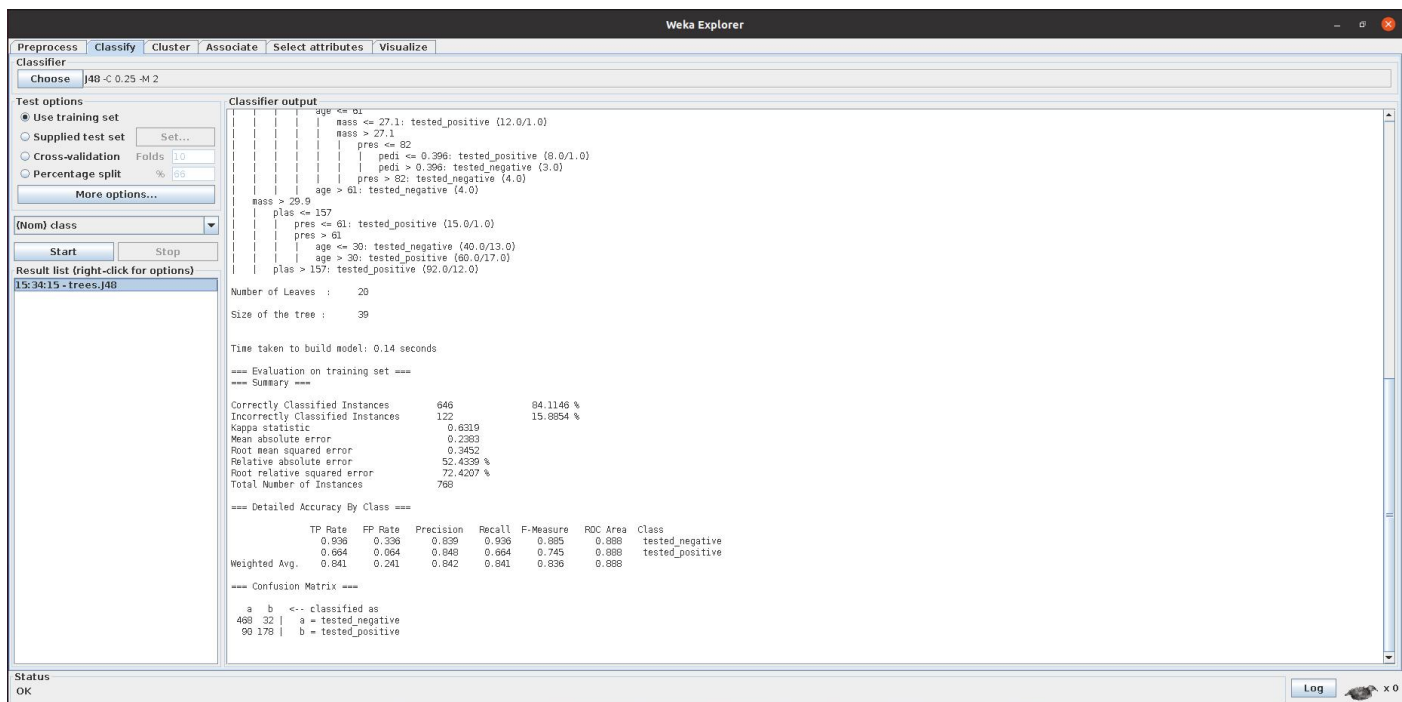 Weka Explorer
Preprocess Classify Cluster Associate Select attributes Visualize
Classifier
Choose J48 -C 0.25 -M 2
Test options
Use training set
Supplied test set Set...
Cross-validation Folds 10
Percentage split % 66
More options...
(Nom) class
Start Stop
Result list (right-click for options)
15:34:15 - trees.J48
Classifier output
| | | | age <= 61
| | | | | mass <= 27.1: tested_positive (12.0/1.0)
| | | | | mass > 27.1
| | | | | | pres <= 82
| | | | | | | pedi <= 0.396: tested_positive (8.0/1.0)
| | | | | | | pedi > 0.396: tested_negative (3.0)
| | | | | | pres > 82: tested_negative (4.0)
| | | | age > 61: tested_negative (4.0)
| mass > 29.9
| | plas <= 157
| | | pres <= 61: tested_positive (15.0/1.0)
| | | pres > 61
| | | | age <= 30: tested_negative (40.0/13.0)
| | | | age > 30: tested_positive (60.0/17.0)
| | plas > 157: tested_positive (92.0/12.0)
Number of Leaves : 20
Size of the tree : 39
Time taken to build model: 0.14 seconds
=== Evaluation on training set ===
=== Summary ===
Correctly Classified Instances 646 84.1146 %
Incorrectly Classified Instances 122 15.8854 %
Kappa statistic 0.6319
Mean absolute error 0.2383
Root mean squared error 0.3452
Relative absolute error 52.4339 %
Root relative squared error 72.4207 %
Total Number of Instances 768
=== Detailed Accuracy By Class ===
TP Rate FP Rate Precision Recall F-Measure ROC Area Class
0.936 0.336 0.839 0.936 0.885 0.888 tested_negative
0.664 0.064 0.848 0.664 0.745 0.888 tested_positive
Weighted Avg. 0.841 0.241 0.842 0.841 0.836 0.888
=== Confusion Matrix ===
a b <-- classified as
468 32 | a = tested_negative
90 178 | b = tested_positive
Status
OK
Log x 0